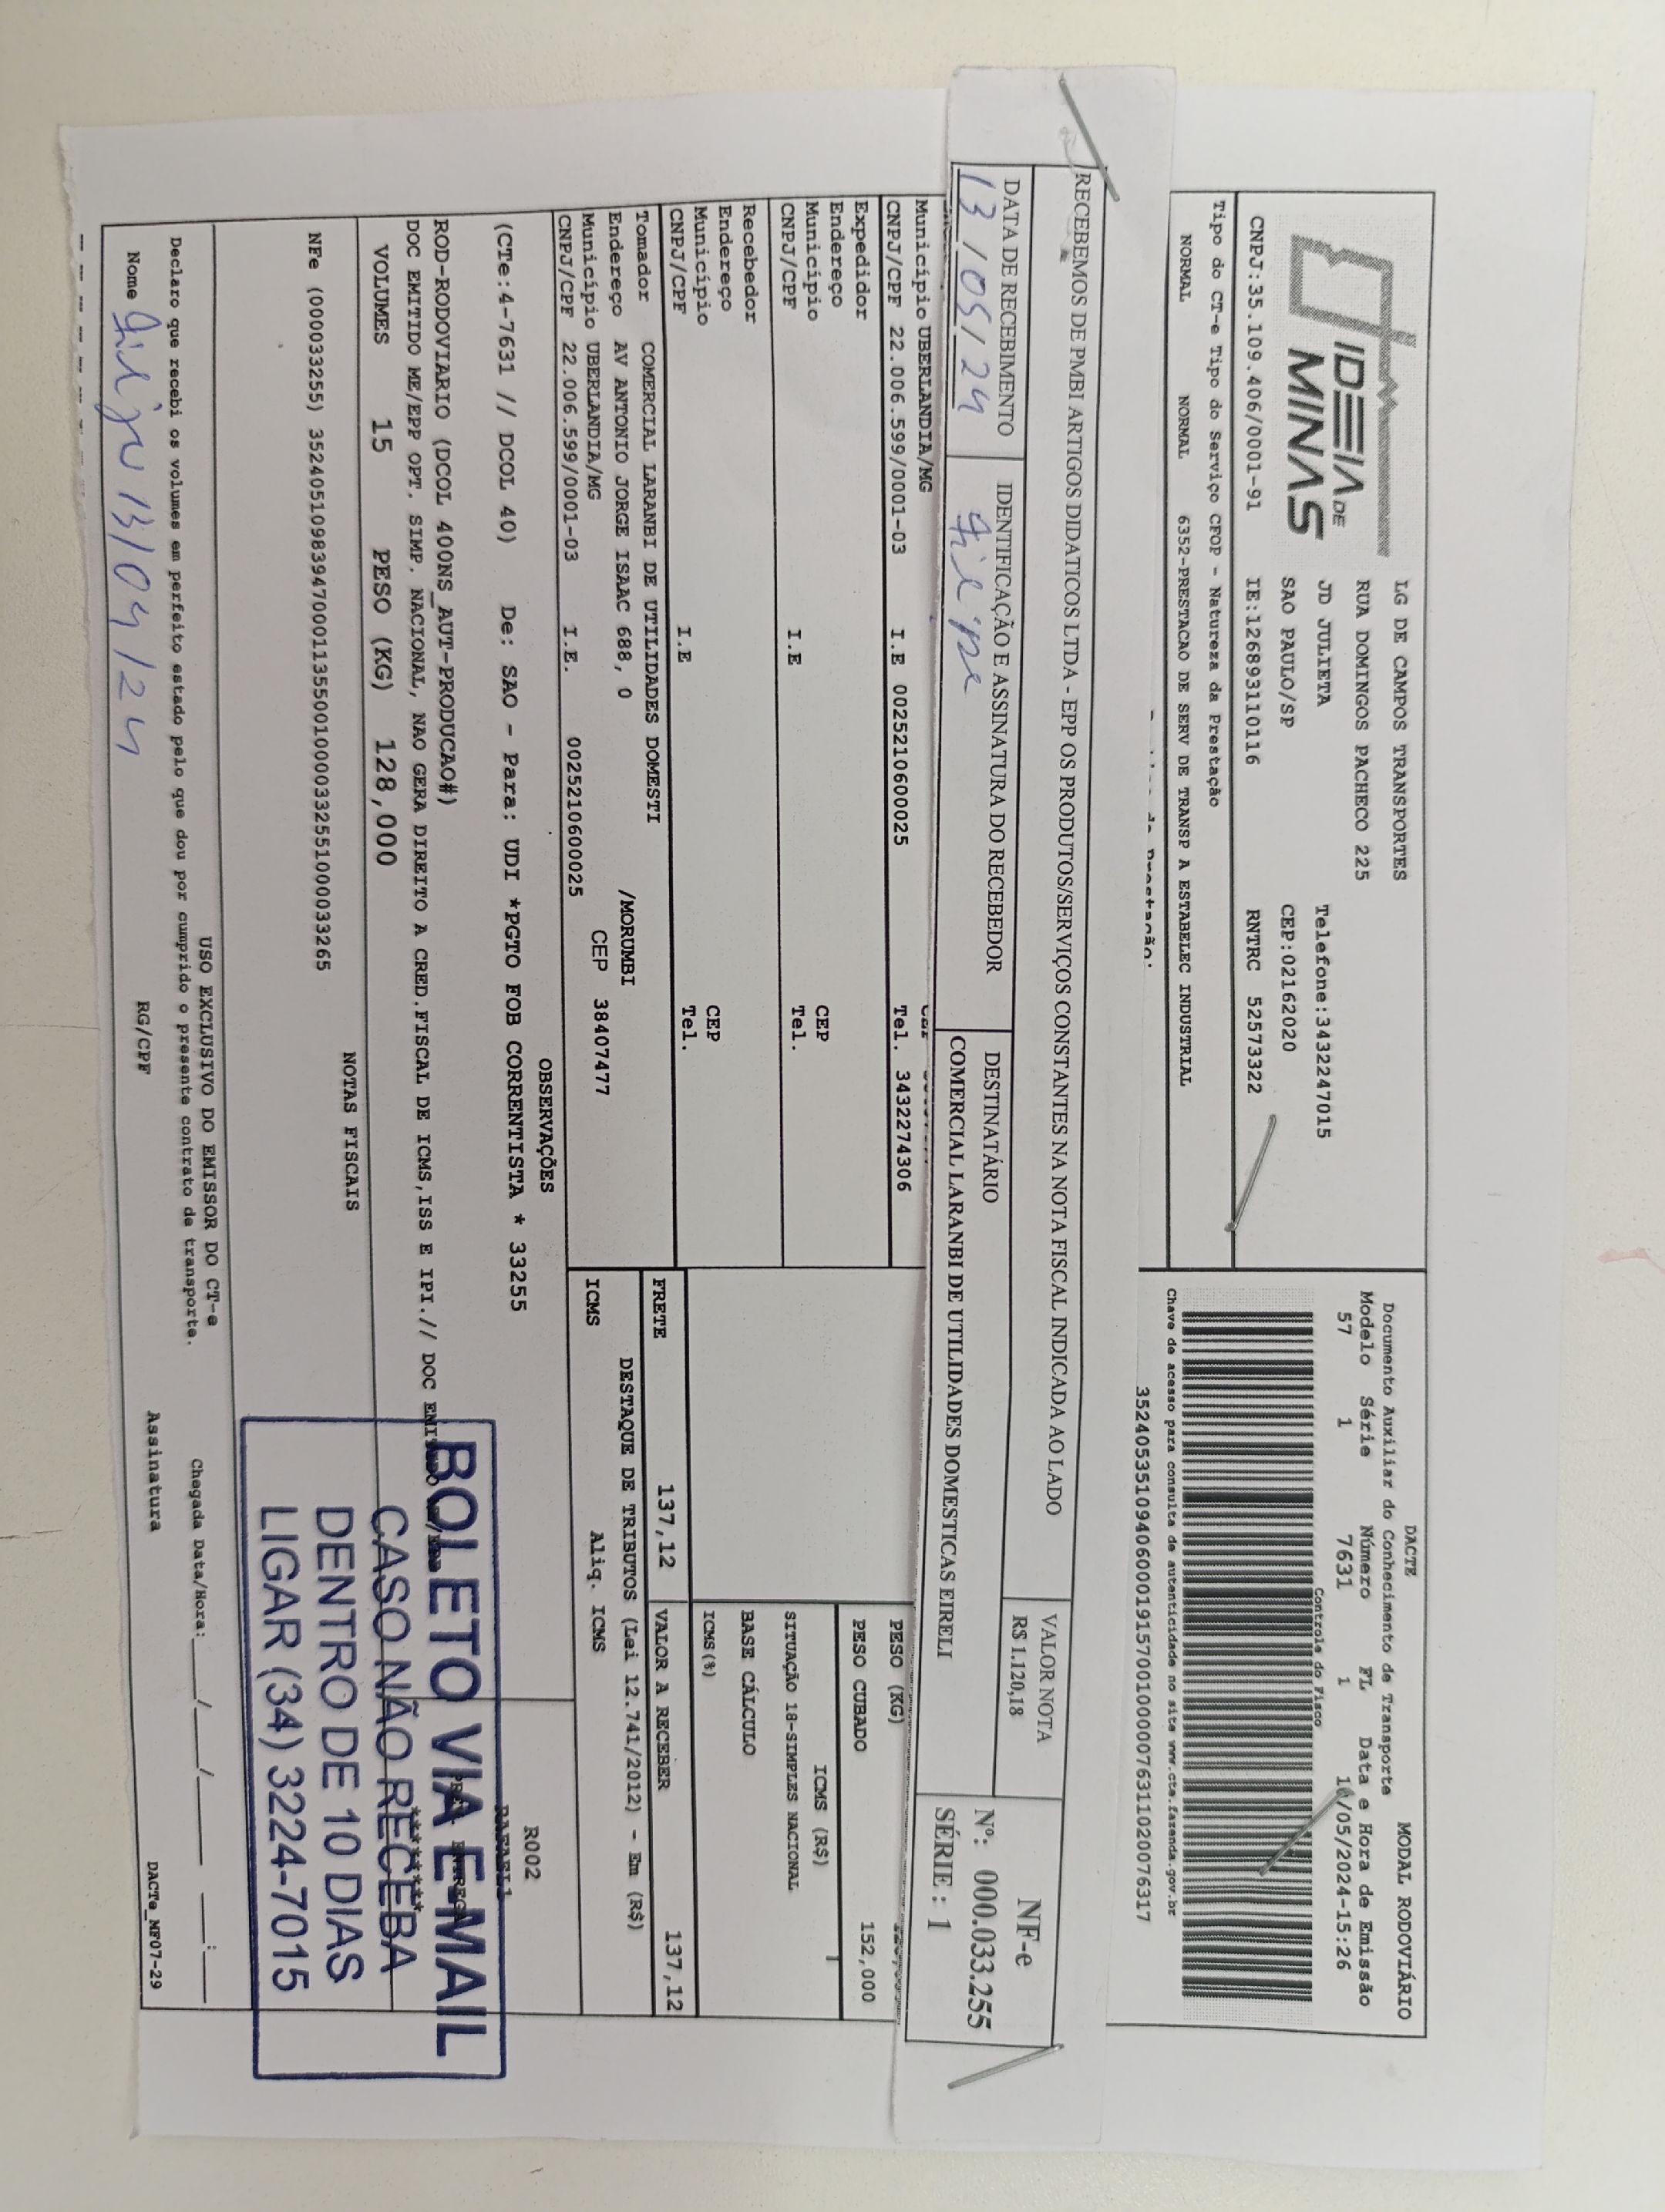 IDEIA DE
MINAS
LG DE CAMPOS TRANSPORTES
RUA DOMINGOS PACHECO 225
JD JULIETA Telefone:3432247015
SAO PAULO/SP CEP:02162020
CNPJ:35.109.406/0001-91 IE:126893110116 RNTRC 52573322
Tipo do CT-e Tipo do Serviço CFOP - Natureza da Prestação
NORMAL NORMAL 6352-PRESTACAO DE SERV DE TRANSP A ESTABELEC INDUSTRIAL
DACTE MODAL RODOVIÁRIO
Documento Auxiliar do Conhecimento de Transporte
Modelo Série Número FL Data e Hora de Emissão
57 1 7631 1 10/05/2024-15:26
Controle do Fisco
Chave de acesso para consulta de autenticidade no site www.cte.fazenda.gov.br
35240535109406000191570010000076311020076317
RECEBEMOS DE PMBI ARTIGOS DIDATICOS LTDA - EPP OS PRODUTOS/SERVIÇOS CONSTANTES NA NOTA FISCAL INDICADA AO LADO
VALOR NOTA
R$ 1.120,18
NF-e
Nº: 000.033.255
SÉRIE : 1
DATA DE RECEBIMENTO IDENTIFICAÇÃO E ASSINATURA DO RECEBEDOR DESTINATÁRIO
13/05/24 COMERCIAL LARANBI DE UTILIDADES DOMESTICAS EIRELI
Município UBERLANDIA/MG
CNPJ/CPF 22.006.599/0001-03 I.E 0025210600025 Tel. 3432274306
Expedidor
Endereço
Município CEP
CNPJ/CPF I.E Tel.
Recebedor
Endereço
Município CEP
CNPJ/CPF I.E Tel.
Tomador COMERCIAL LARANBI DE UTILIDADES DOMESTI
Endereço AV ANTONIO JORGE ISAAC 688, 0 /MORUMBI
Município UBERLANDIA/MG CEP 38407477
CNPJ/CPF 22.006.599/0001-03 I.E. 0025210600025
PESO (KG)
PESO CUBADO 152,000
ICMS (R$)
SITUAÇÃO 18-SIMPLES NACIONAL
BASE CÁLCULO
ICMS(%)
FRETE 137,12 VALOR A RECEBER 137,12
DESTAQUE DE TRIBUTOS (Lei 12.741/2012) - Em (R$)
ICMS Aliq. ICMS
OBSERVAÇÕES
R002
(CTe:4-7631 // DCOL 40) De: SAO - Para: UDI *PGTO FOB CORRENTISTA * 33255
ROD-RODOVIARIO (DCOL 400NS_AUT-PRODUCAO#)
DOC EMITIDO ME/EPP OPT. SIMP. NACIONAL, NAO GERA DIREITO A CRED.FISCAL DE ICMS,ISS E IPI.// DOC
VOLUMES 15 PESO (KG) 128,000
NOTAS FISCAIS
NFe (000033255) 35240510983947000113550010000332551000033265
BOLETO VIA E-MAIL
CASO NÃO RECEBA
DENTRO DE 10 DIAS
LIGAR (34) 3224-7015
USO EXCLUSIVO DO EMISSOR DO CT-e
Declaro que recebi os volumes em perfeito estado pelo que dou por cumprido o presente contrato de transporte. Chegada Data/Hora:___/___/_____ ___:___
Nome 13/04/24 RG/CPF Assinatura DACTe_MF07-29